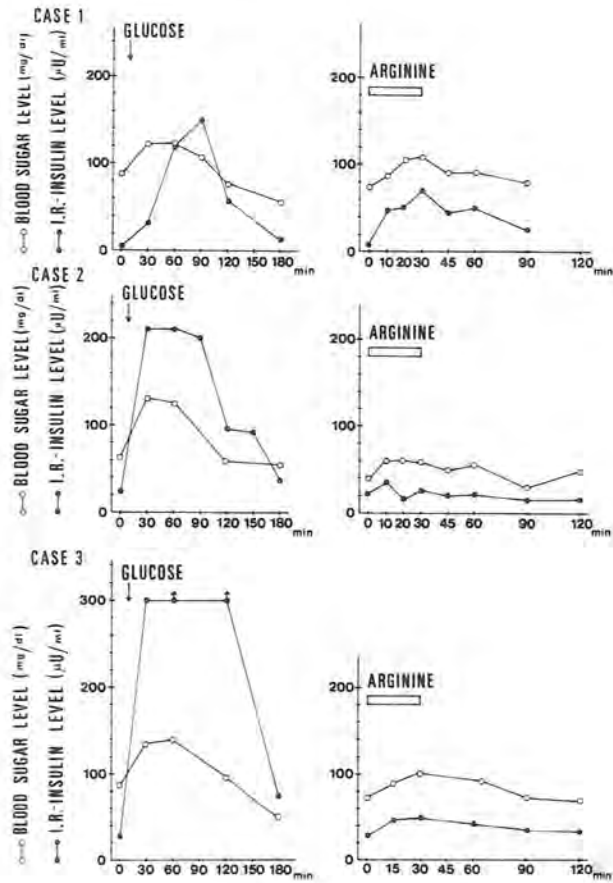 CASE 1
GLUCOSE
BLOOD SUGAR LEVEL (mg/dl)
I.R.-INSULIN LEVEL (μU/ml)
200
100
0
0 30 60 90 120 150 180 min
ARGININE
200
100
0
0 10 20 30 45 60 90 120 min
CASE 2
GLUCOSE
BLOOD SUGAR LEVEL (mg/dl)
I.R.-INSULIN LEVEL (μU/ml)
200
100
0
0 30 60 90 120 150 180 min
ARGININE
200
100
0
0 10 20 30 45 60 90 120 min
CASE 3
GLUCOSE
BLOOD SUGAR LEVEL (mg/dl)
I.R.-INSULIN LEVEL (μU/ml)
300
200
100
0
0 30 60 90 120 150 180 min
ARGININE
200
100
0
0 15 30 45 60 90 120 min